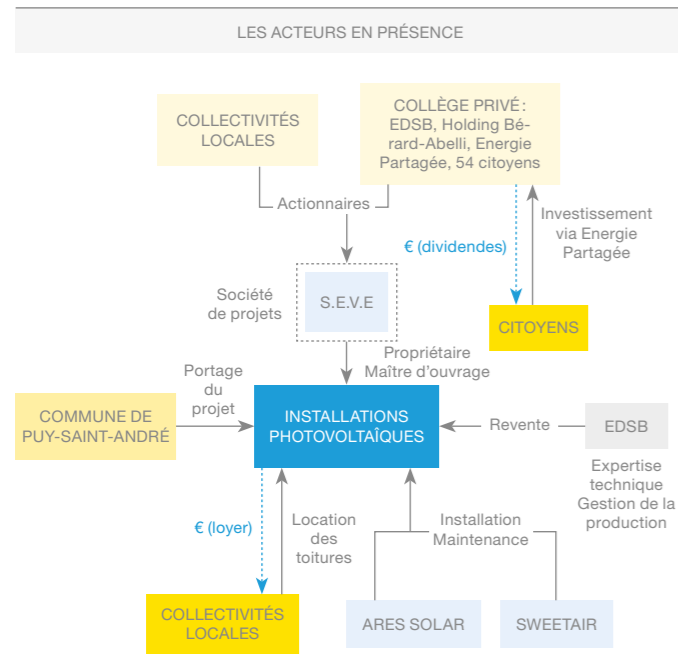 LES ACTEURS EN PRÉSENCE
COLLECTIVITÉS
LOCALES
COLLÈGE PRIVÉ :
EDSB, Holding Bé-
rard-Abelli, Energie
Partagée, 54 citoyens
Actionnaires
€ (dividendes)
Investissement
via Energie
Partagée
Société
de projets
S.E.V.E
CITOYENS
Propriétaire
Maître d'ouvrage
Portage
du
projet
COMMUNE DE
PUY-SAINT-ANDRÉ
INSTALLATIONS
PHOTOVOLTAÎQUES
Revente
EDSB
Expertise
technique
Gestion de la
production
€ (loyer)
Location
des
toitures
Installation
Maintenance
COLLECTIVITÉS
LOCALES
ARES SOLAR
SWEETAIR